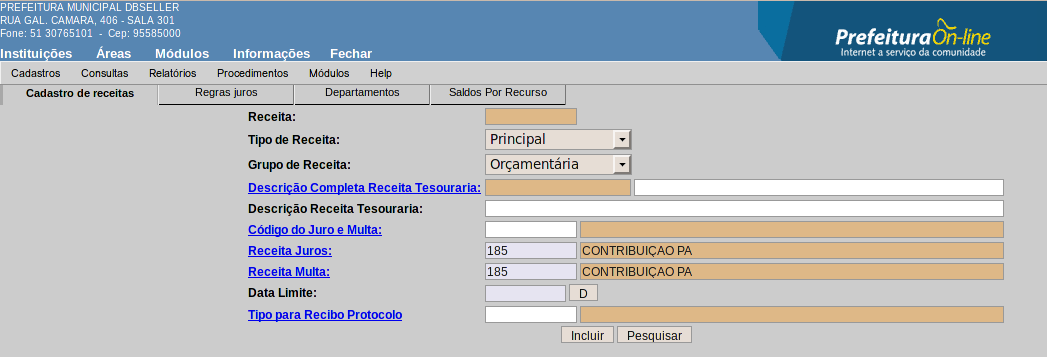 PREFEITURA MUNICIPAL DBSELLER
RUA GAL. CAMARA, 406 - SALA 301
Fone: 51 30765101 - Cep: 95585000
PrefeituraOn-line
Internet a serviço da comunidade
Instituições Áreas Módulos Informações Fechar
Cadastros Consultas Relatórios Procedimentos Módulos Help
Cadastro de receitas Regras juros Departamentos Saldos Por Recurso
Receita:
Tipo de Receita: Principal
Grupo de Receita: Orçamentária
Descrição Completa Receita Tesouraria:
Descrição Receita Tesouraria:
Código do Juro e Multa:
Receita Juros: 185 CONTRIBUIÇAO PA
Receita Multa: 185 CONTRIBUIÇAO PA
Data Limite: D
Tipo para Recibo Protocolo
Incluir Pesquisar